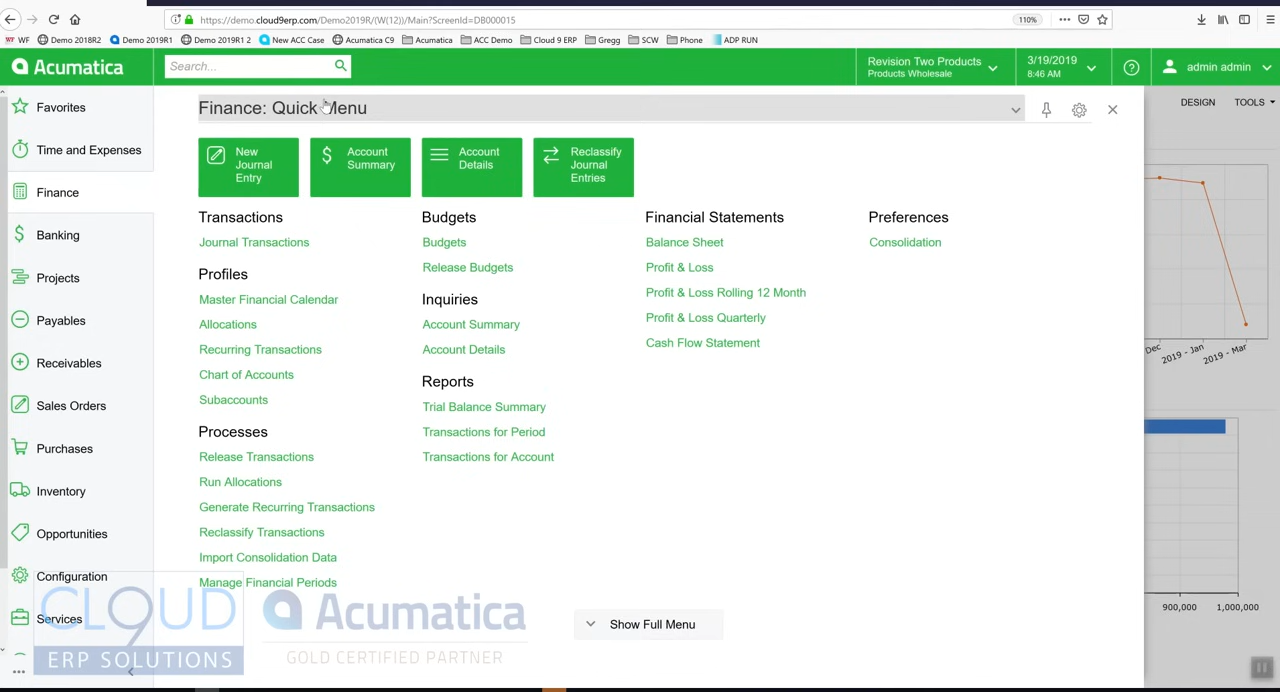 https://demo.cloud9erp.com/Demo2019R/(W(12))/Main?ScreenId=DB000015
110%
WF
Demo 2018R2
Demo 2019R1
Demo 2019R1 2
New ACC Case
Acumatica C9
Acumatica
ACC Demo
Cloud 9 ERP
Gregg
SCW
Phone
ADP RUN
Acumatica
Search...
Revision Two Products
Products Wholesale
3/19/2019
8:46 AM
admin admin
DESIGN
TOOLS
Favorites
Time and Expenses
Finance
Banking
Projects
Payables
Receivables
Sales Orders
Purchases
Inventory
Opportunities
Configuration
Services
Finance: Quick Menu
New
Journal
Entry
Account
Summary
Account
Details
Reclassify
Journal
Entries
Transactions
Journal Transactions
Profiles
Master Financial Calendar
Allocations
Recurring Transactions
Chart of Accounts
Subaccounts
Processes
Release Transactions
Run Allocations
Generate Recurring Transactions
Reclassify Transactions
Import Consolidation Data
Manage Financial Periods
Budgets
Budgets
Release Budgets
Inquiries
Account Summary
Account Details
Reports
Trial Balance Summary
Transactions for Period
Transactions for Account
Financial Statements
Balance Sheet
Profit & Loss
Profit & Loss Rolling 12 Month
Profit & Loss Quarterly
Cash Flow Statement
Preferences
Consolidation
Show Full Menu
Dec
2019 - Jan
2019 - Mar
900,000
1,000,000
CLOUD 9
ERP SOLUTIONS
Acumatica
GOLD CERTIFIED PARTNER